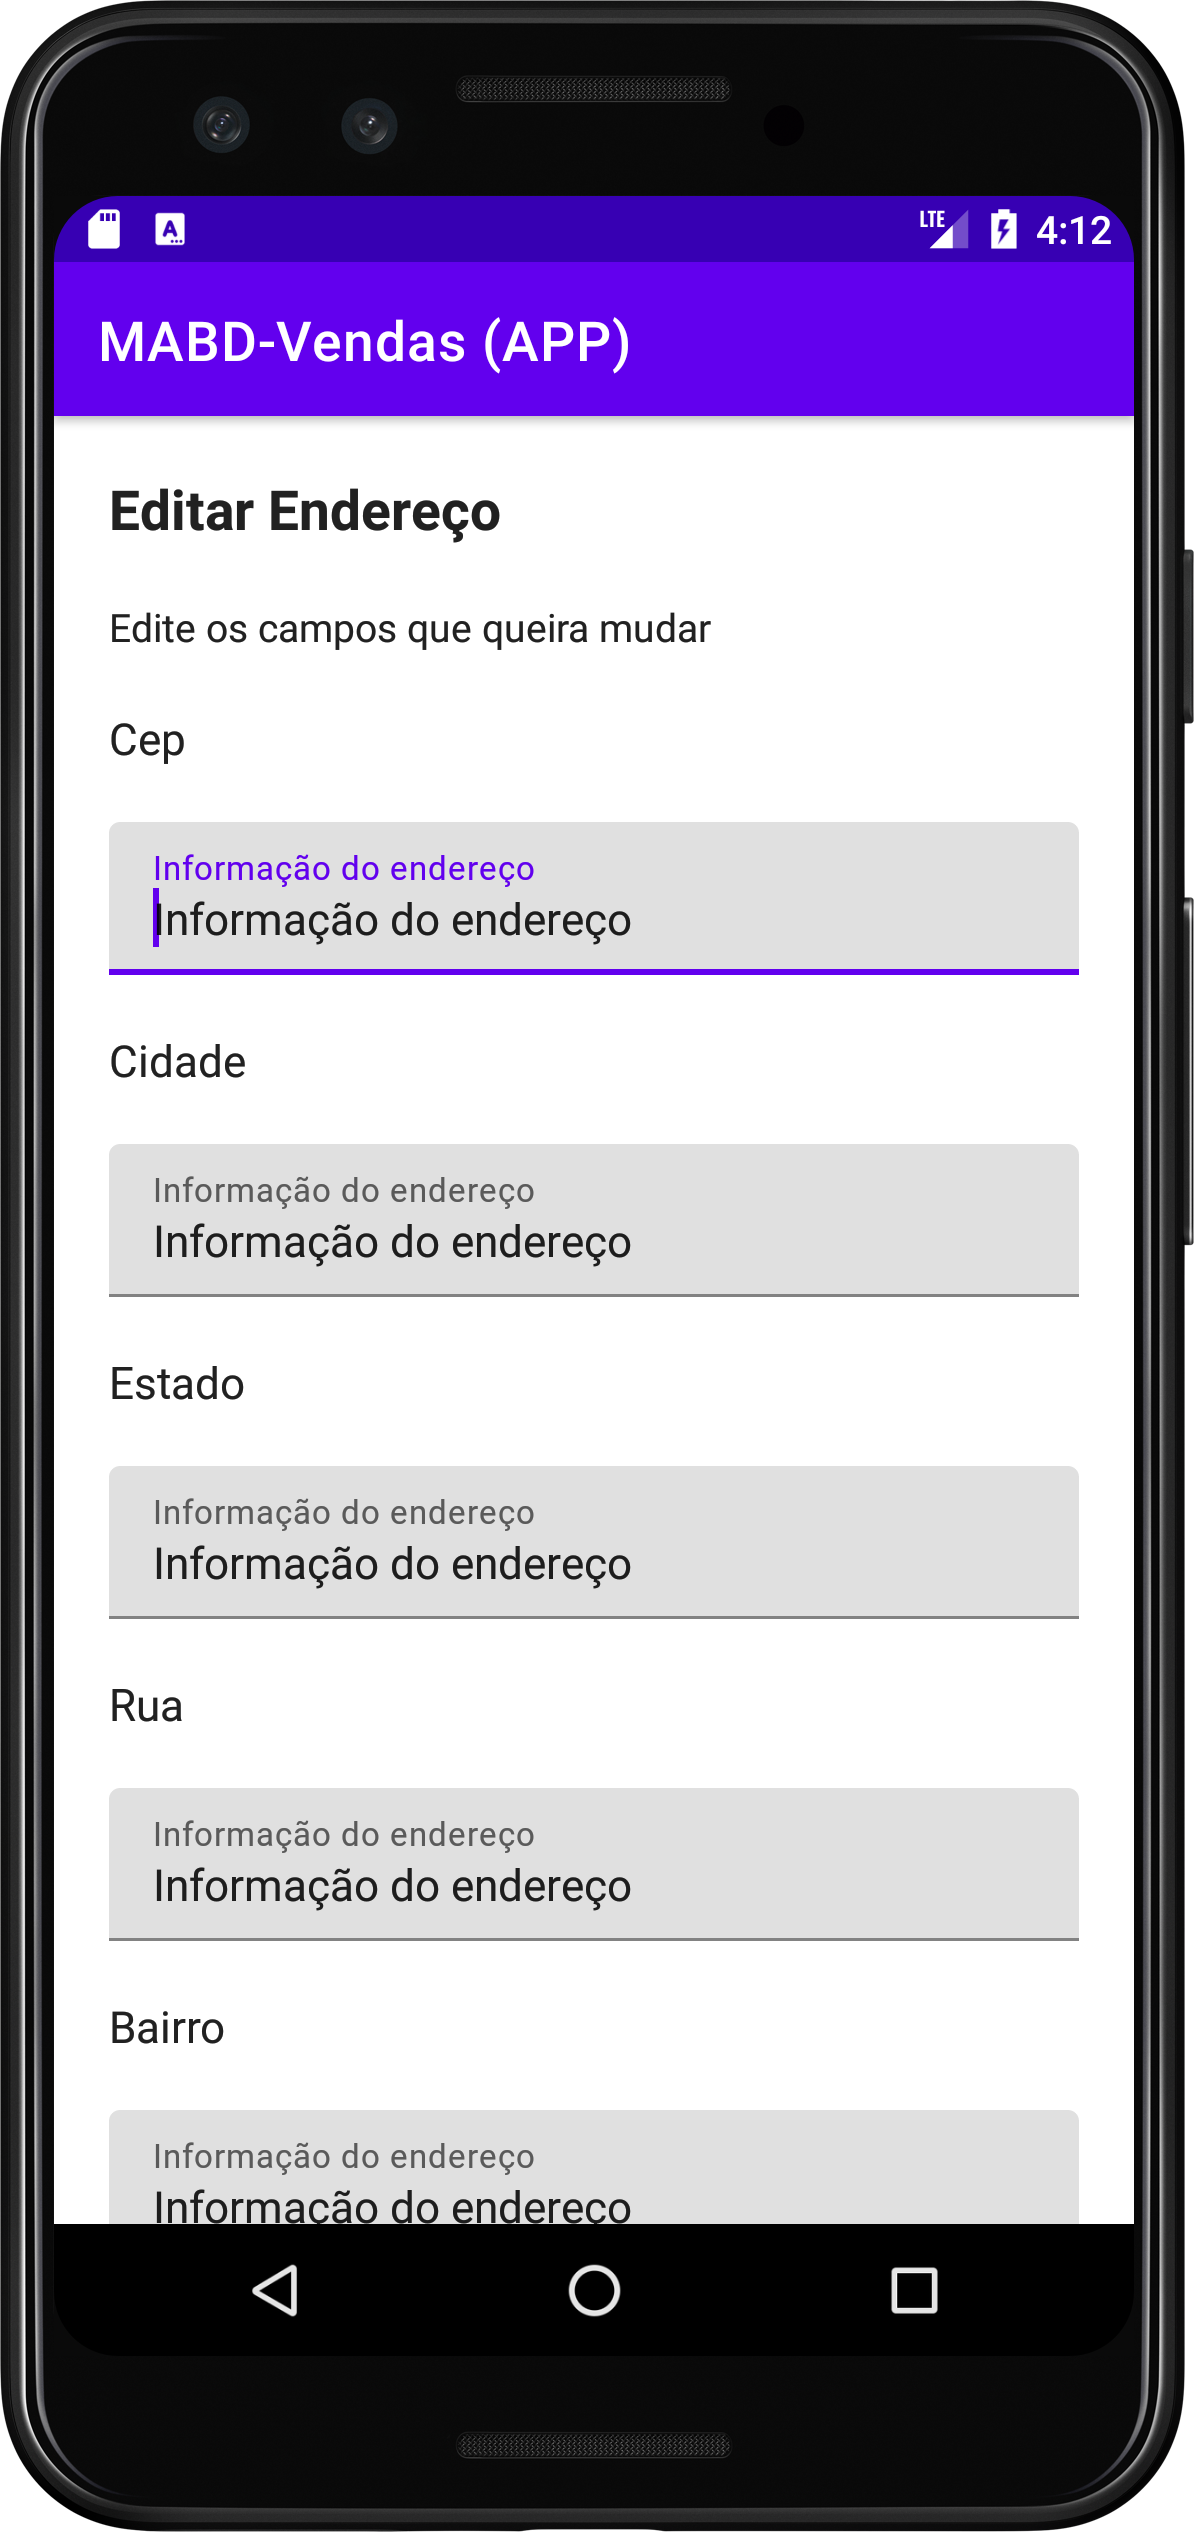 LTE 4:12
MABD-Vendas (APP)
Editar Endereço
Edite os campos que queira mudar
Cep
Informação do endereço
Informação do endereço
Cidade
Informação do endereço
Informação do endereço
Estado
Informação do endereço
Informação do endereço
Rua
Informação do endereço
Informação do endereço
Bairro
Informação do endereço
Informação do endereço